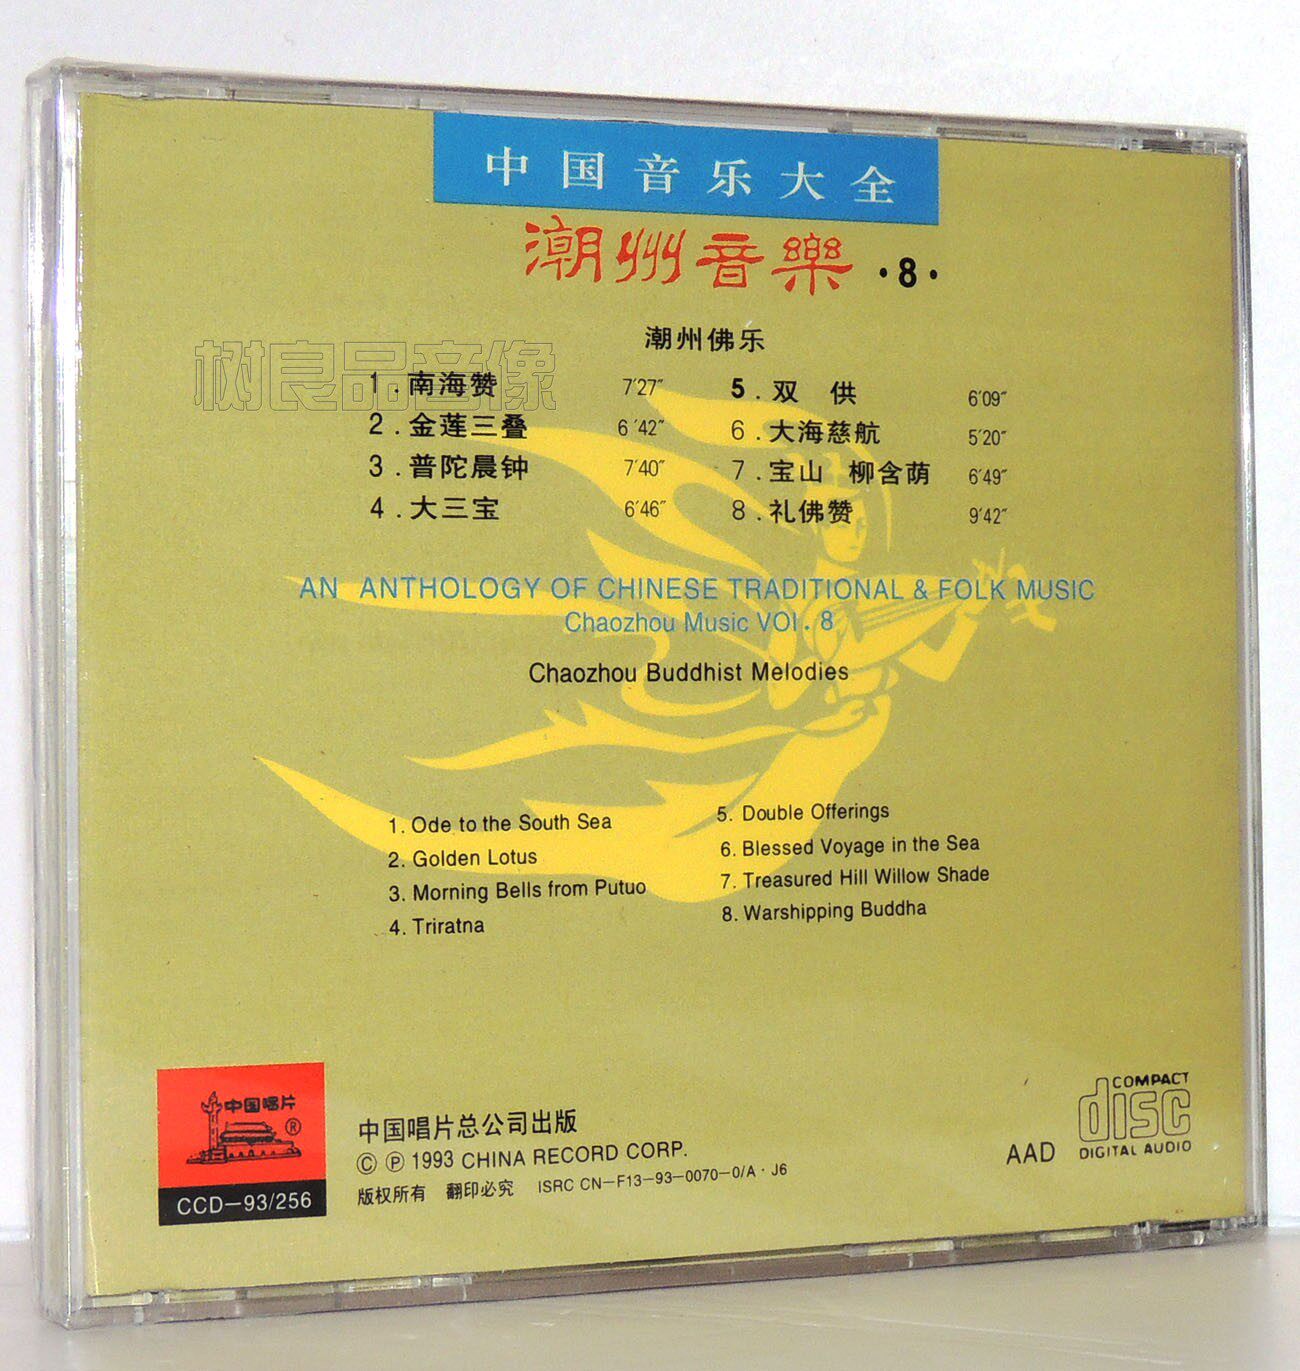 中国音乐大全
潮州音樂 ·8·
潮州佛乐
树良品音像
1.南海赞 7′27″
2.金莲三叠 6′42″
3.普陀晨钟 7′40″
4.大三宝 6′46″
5.双 供 6′09″
6.大海慈航 5′20″
7.宝山 柳含荫 6′49″
8.礼佛赞 9′42″
AN ANTHOLOGY OF CHINESE TRADITIONAL & FOLK MUSIC
Chaozhou Music VOl.8
Chaozhou Buddhist Melodies
1. Ode to the South Sea
2. Golden Lotus
3. Morning Bells from Putuo
4. Triratna
5. Double Offerings
6. Blessed Voyage in the Sea
7. Treasured Hill Willow Shade
8. Warshipping Buddha
中国唱片
®
CCD-93/256
中国唱片总公司出版
© ℗ 1993 CHINA RECORD CORP.
版权所有 翻印必究 ISRC CN-F13-93-0070-0/A·J6
AAD
COMPACT
disc
DIGITAL AUDIO